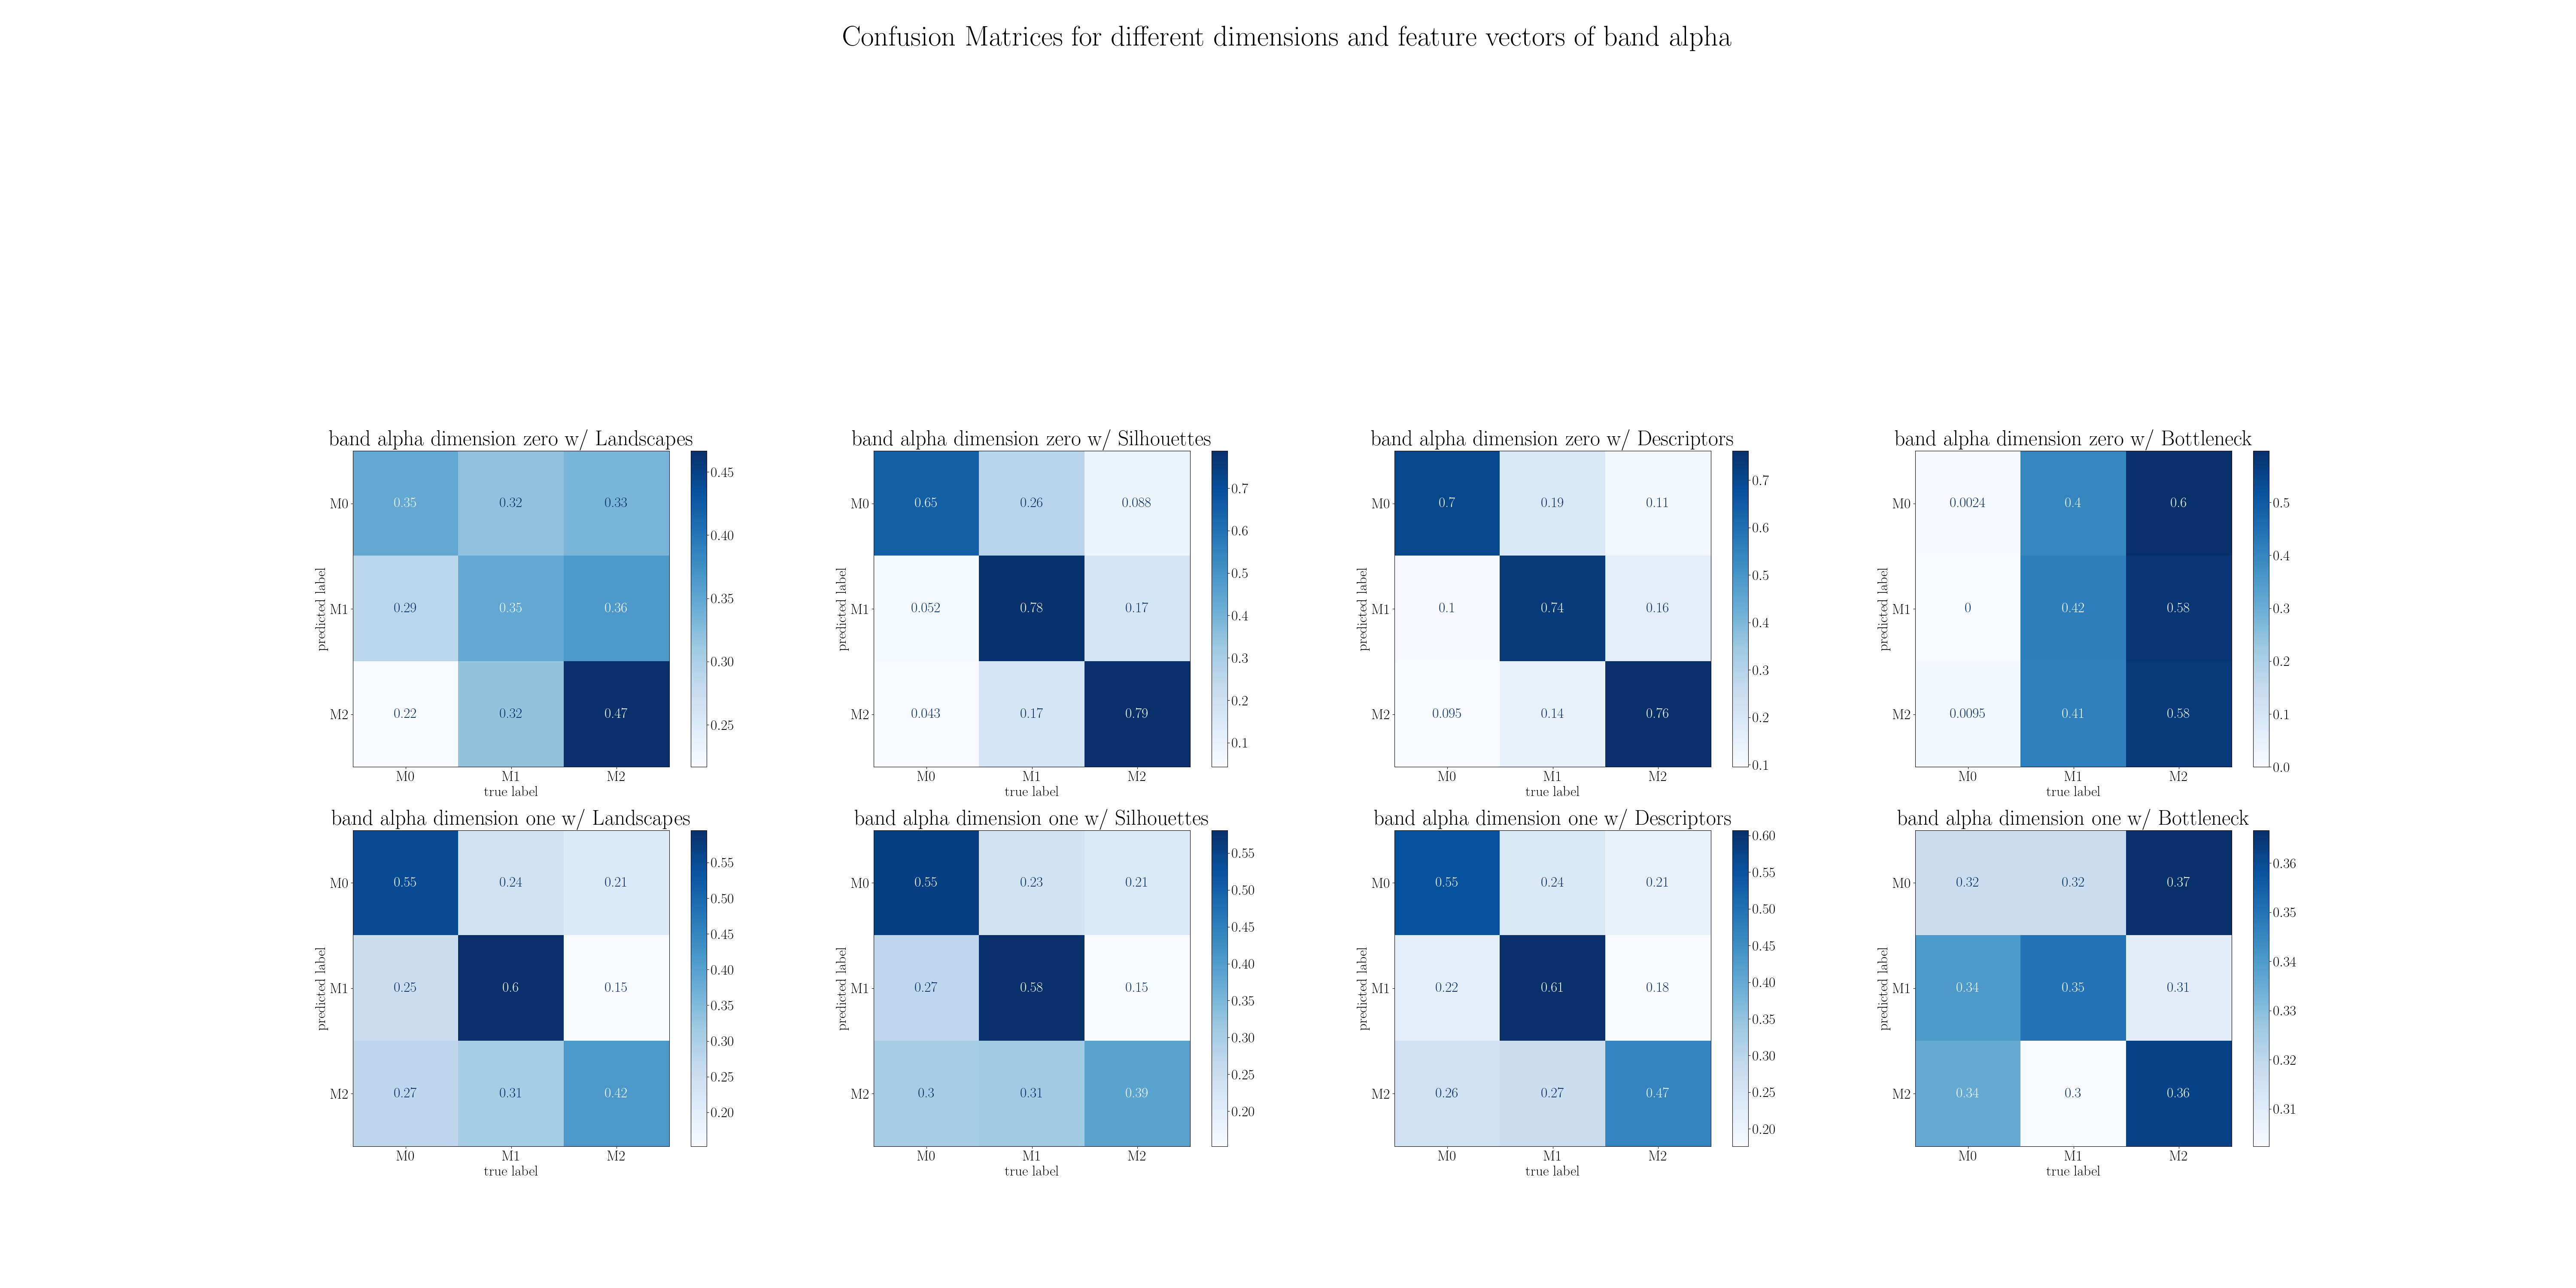 Confusion Matrices for different dimensions and feature vectors of band alpha
band alpha dimension zero w/ Landscapes
predicted label
M0 0.35 0.32 0.33
M1 0.29 0.35 0.36
M2 0.22 0.32 0.47
M0 M1 M2
true label
0.45
0.40
0.35
0.30
0.25
band alpha dimension zero w/ Silhouettes
predicted label
M0 0.65 0.26 0.088
M1 0.052 0.78 0.17
M2 0.043 0.17 0.79
M0 M1 M2
true label
0.7
0.6
0.5
0.4
0.3
0.2
0.1
band alpha dimension zero w/ Descriptors
predicted label
M0 0.7 0.19 0.11
M1 0.1 0.74 0.16
M2 0.095 0.14 0.76
M0 M1 M2
true label
0.7
0.6
0.5
0.4
0.3
0.2
0.1
band alpha dimension zero w/ Bottleneck
predicted label
M0 0.0024 0.4 0.6
M1 0 0.42 0.58
M2 0.0095 0.41 0.58
M0 M1 M2
true label
0.5
0.4
0.3
0.2
0.1
0.0
band alpha dimension one w/ Landscapes
predicted label
M0 0.55 0.24 0.21
M1 0.25 0.6 0.15
M2 0.27 0.31 0.42
M0 M1 M2
true label
0.55
0.50
0.45
0.40
0.35
0.30
0.25
0.20
band alpha dimension one w/ Silhouettes
predicted label
M0 0.55 0.23 0.21
M1 0.27 0.58 0.15
M2 0.3 0.31 0.39
M0 M1 M2
true label
0.55
0.50
0.45
0.40
0.35
0.30
0.25
0.20
band alpha dimension one w/ Descriptors
predicted label
M0 0.55 0.24 0.21
M1 0.22 0.61 0.18
M2 0.26 0.27 0.47
M0 M1 M2
true label
0.60
0.55
0.50
0.45
0.40
0.35
0.30
0.25
0.20
band alpha dimension one w/ Bottleneck
predicted label
M0 0.32 0.32 0.37
M1 0.34 0.35 0.31
M2 0.34 0.3 0.36
M0 M1 M2
true label
0.36
0.35
0.34
0.33
0.32
0.31